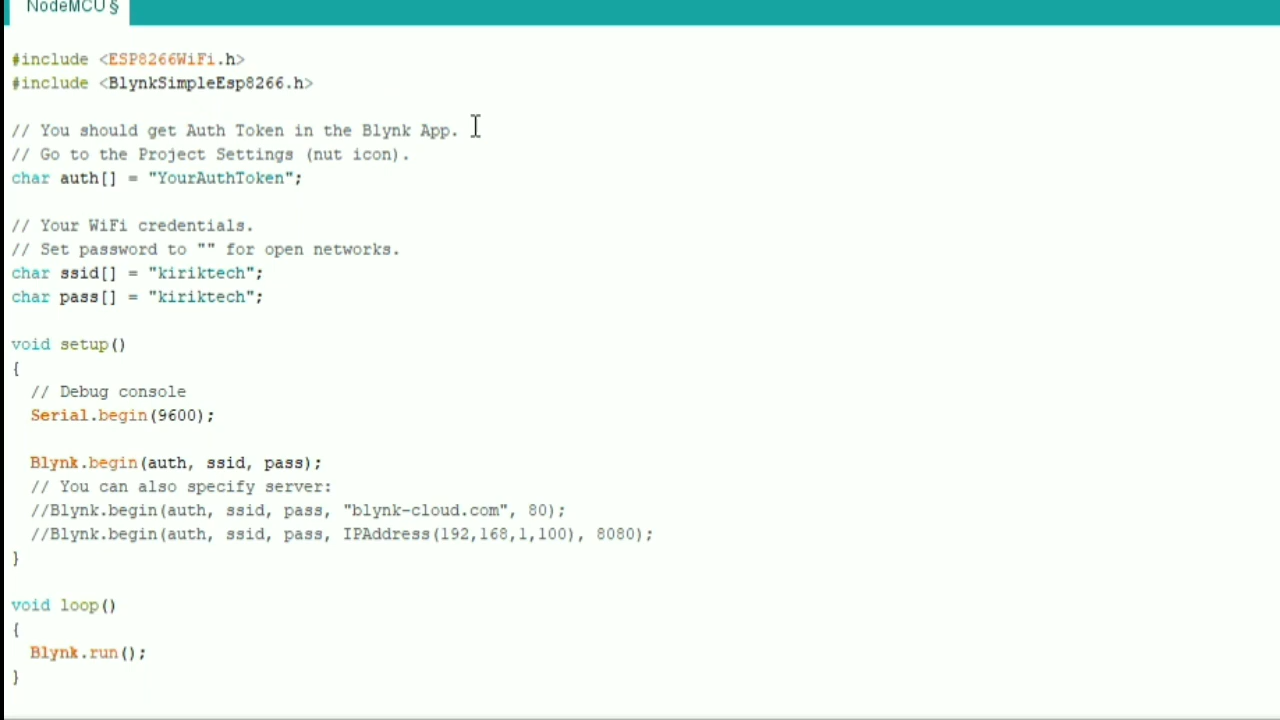 NodeMCU §
#include <ESP8266WiFi.h>
#include <BlynkSimpleEsp8266.h>
// You should get Auth Token in the Blynk App.
// Go to the Project Settings (nut icon).
char auth[] = "YourAuthToken";
// Your WiFi credentials.
// Set password to "" for open networks.
char ssid[] = "kiriktech";
char pass[] = "kiriktech";
void setup()
{
// Debug console
Serial.begin(9600);
Blynk.begin(auth, ssid, pass);
// You can also specify server:
//Blynk.begin(auth, ssid, pass, "blynk-cloud.com", 80);
//Blynk.begin(auth, ssid, pass, IPAddress(192,168,1,100), 8080);
}
void loop()
{
Blynk.run();
}